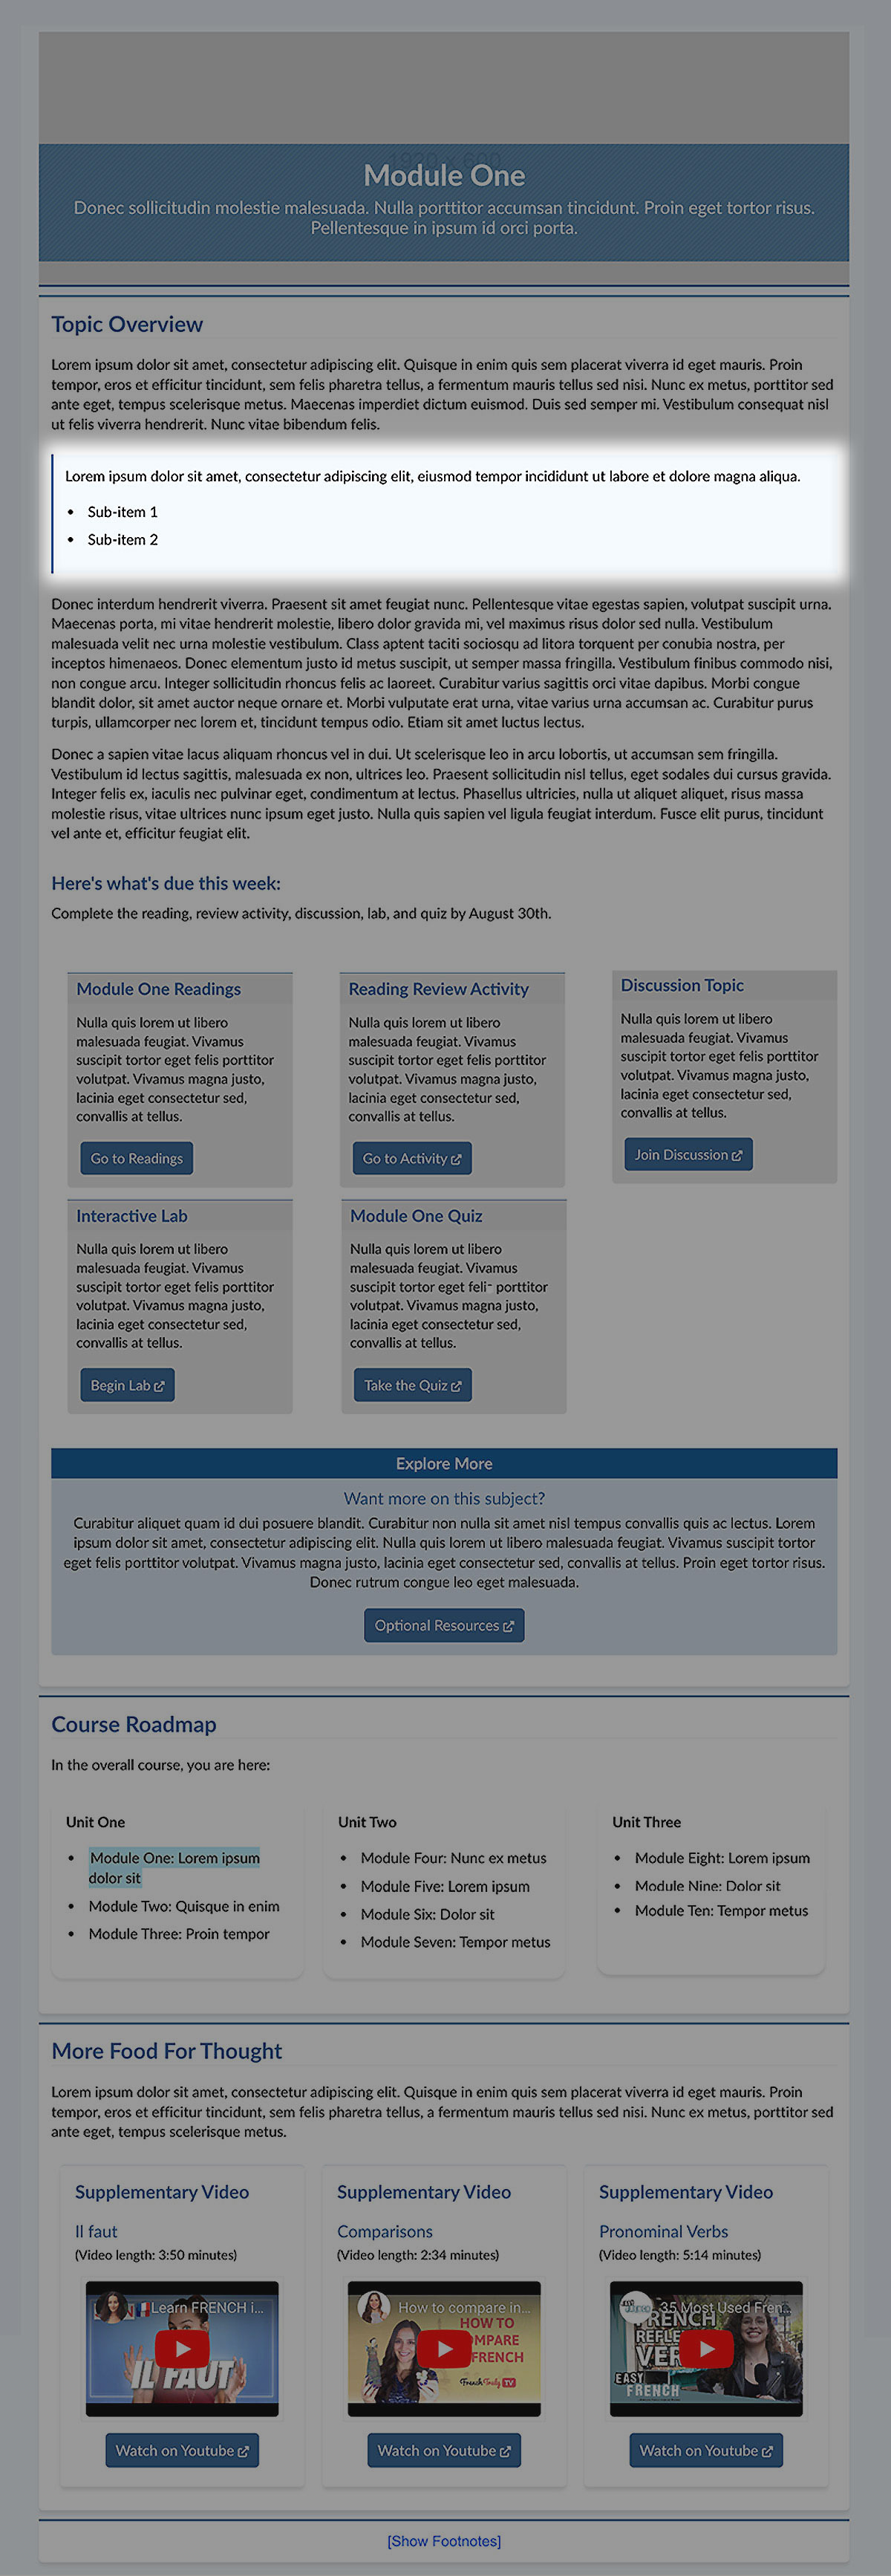 1920 x 600
Module One
Donec sollicitudin molestie malesuada. Nulla porttitor accumsan tincidunt. Proin eget tortor risus.
Pellentesque in ipsum id orci porta.
Topic Overview
Lorem ipsum dolor sit amet, consectetur adipiscing elit. Quisque in enim quis sem placerat viverra id eget mauris. Proin
tempor, eros et efficitur tincidunt, sem felis pharetra tellus, a fermentum mauris tellus sed nisi. Nunc ex metus, porttitor sed
ante eget, tempus scelerisque metus. Maecenas imperdiet dictum euismod. Duis sed semper mi. Vestibulum consequat nisl
ut felis viverra hendrerit. Nunc vitae bibendum felis.
Lorem ipsum dolor sit amet, consectetur adipiscing elit, eiusmod tempor incididunt ut labore et dolore magna aliqua.
• Sub-item 1
• Sub-item 2
Donec interdum hendrerit viverra. Praesent sit amet feugiat nunc. Pellentesque vitae egestas sapien, volutpat suscipit urna.
Maecenas porta, mi vitae hendrerit molestie, libero dolor gravida mi, vel maximus risus dolor sed nulla. Vestibulum
malesuada velit nec urna molestie vestibulum. Class aptent taciti sociosqu ad litora torquent per conubia nostra, per
inceptos himenaeos. Donec elementum justo id metus suscipit, ut semper massa fringilla. Vestibulum finibus commodo nisi,
non congue arcu. Integer sollicitudin rhoncus felis ac laoreet. Curabitur varius sagittis orci vitae dapibus. Morbi congue
blandit dolor, sit amet auctor neque ornare et. Morbi vulputate erat urna, vitae varius urna accumsan ac. Curabitur purus
turpis, ullamcorper nec lorem et, tincidunt tempus odio. Etiam sit amet luctus lectus.
Donec a sapien vitae lacus aliquam rhoncus vel in dui. Ut scelerisque leo in arcu lobortis, ut accumsan sem fringilla.
Vestibulum id lectus sagittis, malesuada ex non, ultrices leo. Praesent sollicitudin nisl tellus, eget sodales dui cursus gravida.
Integer felis ex, iaculis nec pulvinar eget, condimentum at lectus. Phasellus ultricies, nulla ut aliquet aliquet, risus massa
molestie risus, vitae ultrices nunc ipsum eget justo. Nulla quis sapien vel ligula feugiat interdum. Fusce elit purus, tincidunt
vel ante et, efficitur feugiat elit.
Here's what's due this week:
Complete the reading, review activity, discussion, lab, and quiz by August 30th.
Module One Readings
Nulla quis lorem ut libero
malesuada feugiat. Vivamus
suscipit tortor eget felis porttitor
volutpat. Vivamus magna justo,
lacinia eget consectetur sed,
convallis at tellus.
Go to Readings
Reading Review Activity
Nulla quis lorem ut libero
malesuada feugiat. Vivamus
suscipit tortor eget felis porttitor
volutpat. Vivamus magna justo,
lacinia eget consectetur sed,
convallis at tellus.
Go to Activity
Discussion Topic
Nulla quis lorem ut libero
malesuada feugiat. Vivamus
suscipit tortor eget felis porttitor
volutpat. Vivamus magna justo,
lacinia eget consectetur sed,
convallis at tellus.
Join Discussion
Interactive Lab
Nulla quis lorem ut libero
malesuada feugiat. Vivamus
suscipit tortor eget felis porttitor
volutpat. Vivamus magna justo,
lacinia eget consectetur sed,
convallis at tellus.
Begin Lab
Module One Quiz
Nulla quis lorem ut libero
malesuada feugiat. Vivamus
suscipit tortor eget porttitor
volutpat. Vivamus magna justo,
lacinia eget consectetur sed,
convallis at tellus.
Take the Quiz
Explore More
Want more on this subject?
Curabitur aliquet quam id dui posuere blandit. Curabitur non nulla sit amet nisl tempus convallis quis ac lectus. Lorem
ipsum dolor sit amet, consectetur adipiscing elit. Nulla quis lorem ut libero malesuada feugiat. Vivamus suscipit tortor
eget felis porttitor volutpat. Vivamus magna justo, lacinia eget consectetur sed, convallis at tellus. Proin eget tortor risus.
Donec rutrum congue leo eget malesuada.
Optional Resources
Course Roadmap
In the overall course, you are here:
Unit One
• Module One: Lorem ipsum
dolor sit
• Module Two: Quisque in enim
• Module Three: Proin tempor
Unit Two
• Module Four: Nunc ex metus
• Module Five: Lorem ipsum
• Module Six: Dolor sit
• Module Seven: Tempor metus
Unit Three
• Module Eight: Lorem ipsum
• Module Nine: Dolor sit
• Module Ten: Tempor metus
More Food For Thought
Lorem ipsum dolor sit amet, consectetur adipiscing elit. Quisque in enim quis sem placerat viverra id eget mauris. Proin
tempor, eros et efficitur tincidunt, sem felis pharetra tellus, a fermentum mauris tellus sed nisi. Nunc ex metus, porttitor sed
ante eget, tempus scelerisque metus.
Supplementary Video
Il faut
(Video length: 3:50 minutes)
Learn FRENCH i...
IL FAUT
Watch on Youtube
Supplementary Video
Comparisons
(Video length: 2:34 minutes)
How to compare in...
HOW TO
OMPARE
FRENCH
FrenchTruly TV
Watch on Youtube
Supplementary Video
Pronominal Verbs
(Video length: 5:14 minutes)
35 Most Used Fren...
FRENCH
REFLE
VER
EASY
FRENCH
Watch on Youtube
[Show Footnotes]